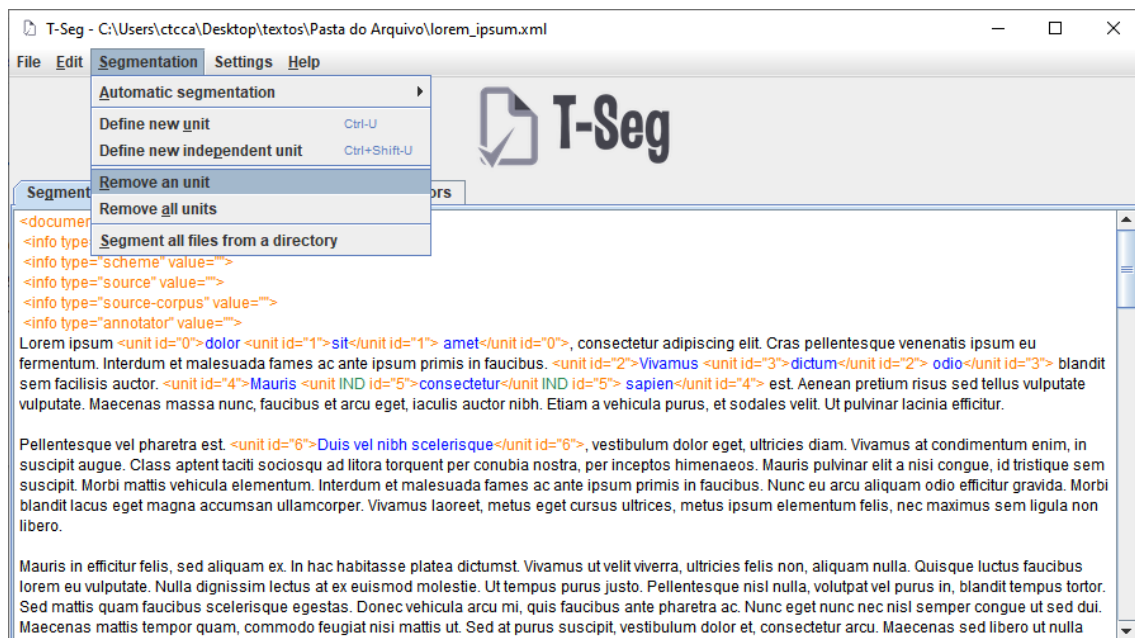 T-Seg - C:\Users\ctcca\Desktop\textos\Pasta do Arquivo\lorem_ipsum.xml
File Edit Segmentation Settings Help
Automatic segmentation
Define new unit Ctrl-U
Define new independent unit Ctrl+Shift-U
Remove an unit
Remove all units
Segment all files from a directory
T-Seg
Segment
ors
<documen
<info type
<info type="scheme" value="">
<info type="source" value="">
<info type="source-corpus" value="">
<info type="annotator" value="">
Lorem ipsum <unit id="0">dolor <unit id="1">sit</unit id="1"> amet</unit id="0">, consectetur adipiscing elit. Cras pellentesque venenatis ipsum eu
fermentum. Interdum et malesuada fames ac ante ipsum primis in faucibus. <unit id="2">Vivamus <unit id="3">dictum</unit id="2"> odio</unit id="3"> blandit
sem facilisis auctor. <unit id="4">Mauris <unit IND id="5">consectetur</unit IND id="5"> sapien</unit id="4"> est. Aenean pretium risus sed tellus vulputate
vulputate. Maecenas massa nunc, faucibus et arcu eget, iaculis auctor nibh. Etiam a vehicula purus, et sodales velit. Ut pulvinar lacinia efficitur.
Pellentesque vel pharetra est. <unit id="6">Duis vel nibh scelerisque</unit id="6">, vestibulum dolor eget, ultricies diam. Vivamus at condimentum enim, in
suscipit augue. Class aptent taciti sociosqu ad litora torquent per conubia nostra, per inceptos himenaeos. Mauris pulvinar elit a nisi congue, id tristique sem
suscipit. Morbi mattis vehicula elementum. Interdum et malesuada fames ac ante ipsum primis in faucibus. Nunc eu arcu aliquam odio efficitur gravida. Morbi
blandit lacus eget magna accumsan ullamcorper. Vivamus laoreet, metus eget cursus ultrices, metus ipsum elementum felis, nec maximus sem ligula non
libero.
Mauris in efficitur felis, sed aliquam ex. In hac habitasse platea dictumst. Vivamus ut velit viverra, ultricies felis non, aliquam nulla. Quisque luctus faucibus
lorem eu vulputate. Nulla dignissim lectus at ex euismod molestie. Ut tempus purus justo. Pellentesque nisl nulla, volutpat vel purus in, blandit tempus tortor.
Sed mattis quam faucibus scelerisque egestas. Donec vehicula arcu mi, quis faucibus ante pharetra ac. Nunc eget nunc nec nisl semper congue ut sed dui.
Maecenas mattis tempor quam, commodo feugiat nisi mattis ut. Sed at purus suscipit, vestibulum dolor et, consectetur arcu. Maecenas sed libero ut nulla